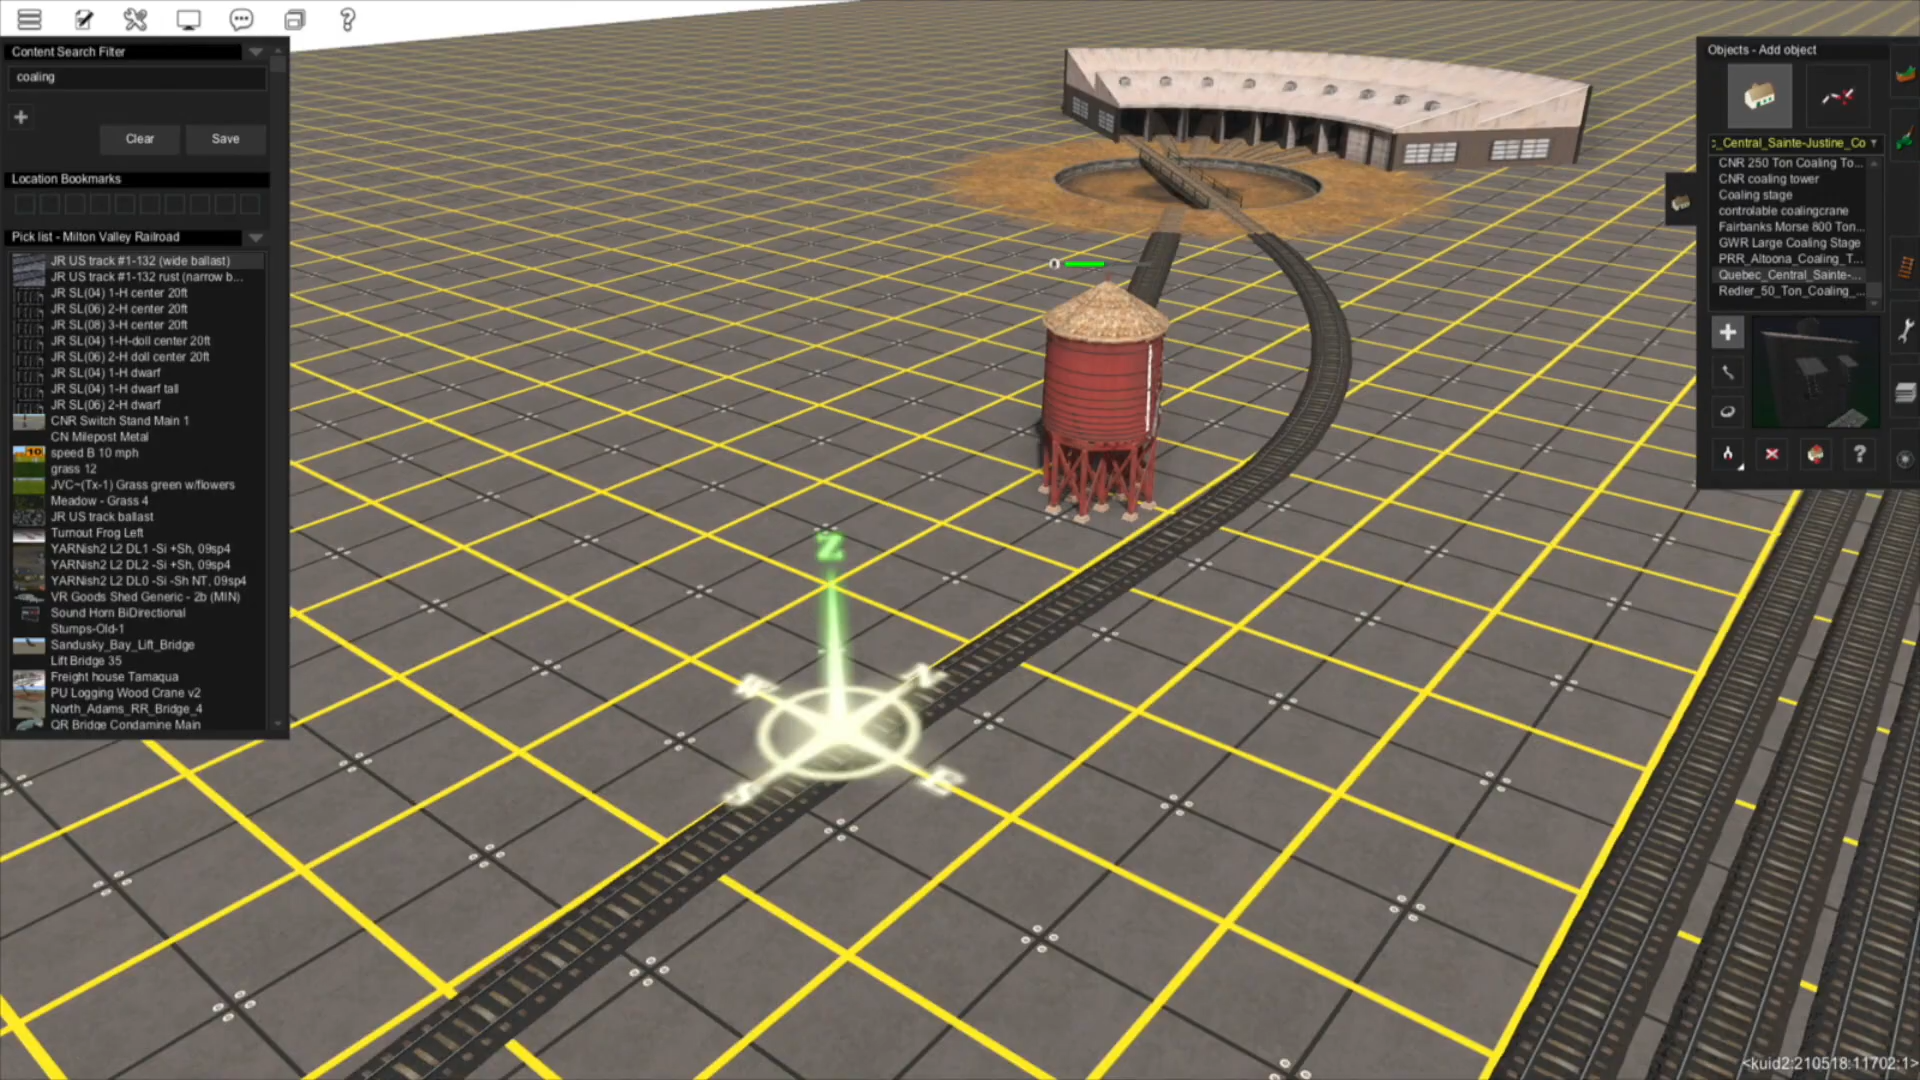 Content Search Filter
coaling
Clear
Save
Location Bookmarks
Pick list - Milton Valley Railroad
JR US track #1-132 (wide ballast)
JR US track #1-132 rust (narrow b...
JR SL(04) 1-H center 20ft
JR SL(06) 2-H center 20ft
JR SL(08) 3-H center 20ft
JR SL(04) 1-H-doll center 20ft
JR SL(06) 2-H doll center 20ft
JR SL(04) 1-H dwarf
JR SL(04) 1-H dwarf tall
JR SL(06) 2-H dwarf
CNR Switch Stand Main 1
CN Milepost Metal
speed B 10 mph
grass 12
JVC~(Tx-1) Grass green w/flowers
Meadow - Grass 4
JR US track ballast
Turnout Frog Left
YARNish2 L2 DL1 -Si +Sh, 09sp4
YARNish2 L2 DL2 -Si +Sh, 09sp4
YARNish2 L2 DL0 -Si -Sh NT, 09sp4
VR Goods Shed Generic - 2b (MIN)
Sound Horn BiDirectional
Stumps-Old-1
Sandusky_Bay_Lift_Bridge
Lift Bridge 35
Freight house Tamaqua
PU Logging Wood Crane v2
North_Adams_RR_Bridge_4
QR Bridge Condamine Main
10
Z
N
W
S
E
Objects - Add object
:_Central_Sainte-Justine_Co
CNR 250 Ton Coaling To...
CNR coaling tower
Coaling stage
controlable coalingcrane
Fairbanks Morse 800 Ton...
GWR Large Coaling Stage
PRR_Altoona_Coaling_T...
Quebec_Central_Sainte-...
Redler_50_Ton_Coaling_...
<kuid2:210518:11702:1>